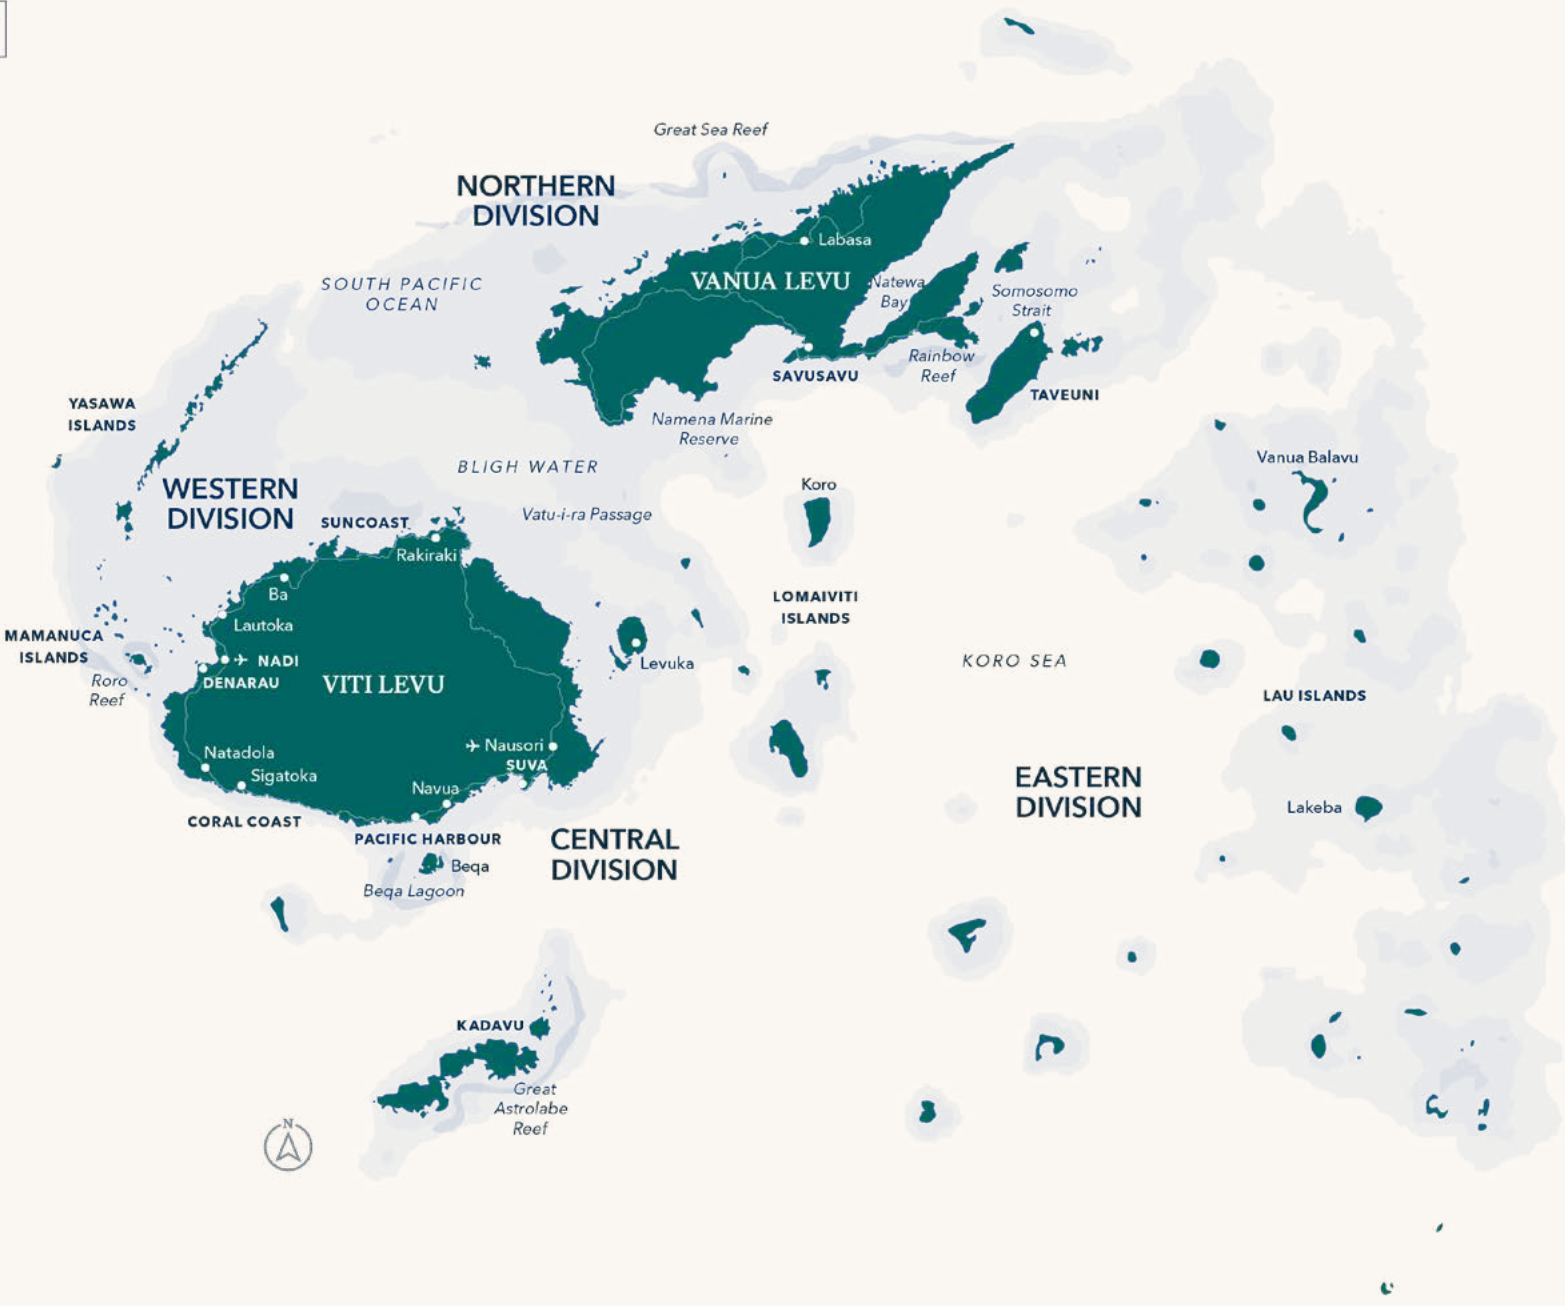 Great Sea Reef
NORTHERN
DIVISION
Labasa
VANUA LEVU
SOUTH PACIFIC
OCEAN
Natewa
Bay
Somosomo
Strait
Rainbow
Reef
SAVUSAVU
TAVEUNI
YASAWA
ISLANDS
Namena Marine
Reserve
BLIGH WATER
Vanua Balavu
WESTERN
DIVISION
Koro
SUNCOAST
Vatu-i-ra Passage
Rakiraki
Ba
LOMAIVITI
ISLANDS
Lautoka
MAMANUCA
ISLANDS
NADI
Levuka
KORO SEA
Roro
Reef
DENARAU
VITI LEVU
LAU ISLANDS
Natadola
Nausori
SUVA
Sigatoka
Navua
EASTERN
DIVISION
Lakeba
CORAL COAST
PACIFIC HARBOUR
CENTRAL
DIVISION
Beqa
Beqa Lagoon
KADAVU
Great
Astrolabe
Reef
N